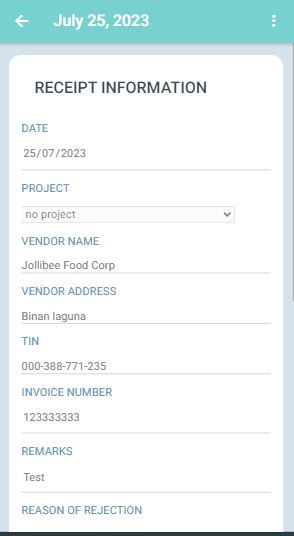 July 25, 2023
RECEIPT INFORMATION
DATE
25/07/2023
PROJECT
no project
VENDOR NAME
Jollibee Food Corp
VENDOR ADDRESS
Binan laguna
TIN
000-388-771-235
INVOICE NUMBER
123333333
REMARKS
Test
REASON OF REJECTION